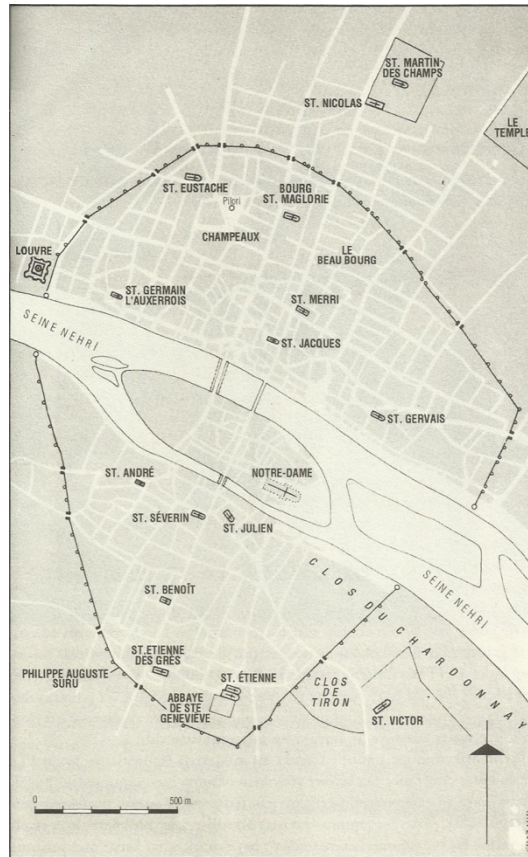 ST. MARTIN
DES CHAMPS
ST. NICOLAS
LE
TEMPLE
ST. EUSTACHE
BOURG
ST. MAGLORIE
Pilori
CHAMPEAUX
LE
BEAU BOURG
LOUVRE
ST. GERMAIN
L'AUXERROIS
ST. MERRI
SEINE NEHRI
ST. JACQUES
ST. GERVAIS
ST. ANDRÉ
NOTRE-DAME
ST. SÉVERIN
ST. JULIEN
CLOS DU CHARDONNAY
SEINE NEHRI
ST. BENOÎT
ST.ETIENNE
DES GRÉS
ST. ÉTIENNE
PHILIPPE AUGUSTE
SURU
ABBAYE
DE STE
GENEVIÈVE
CLOS
DE
TIRON
ST. VICTOR
0 500 m.